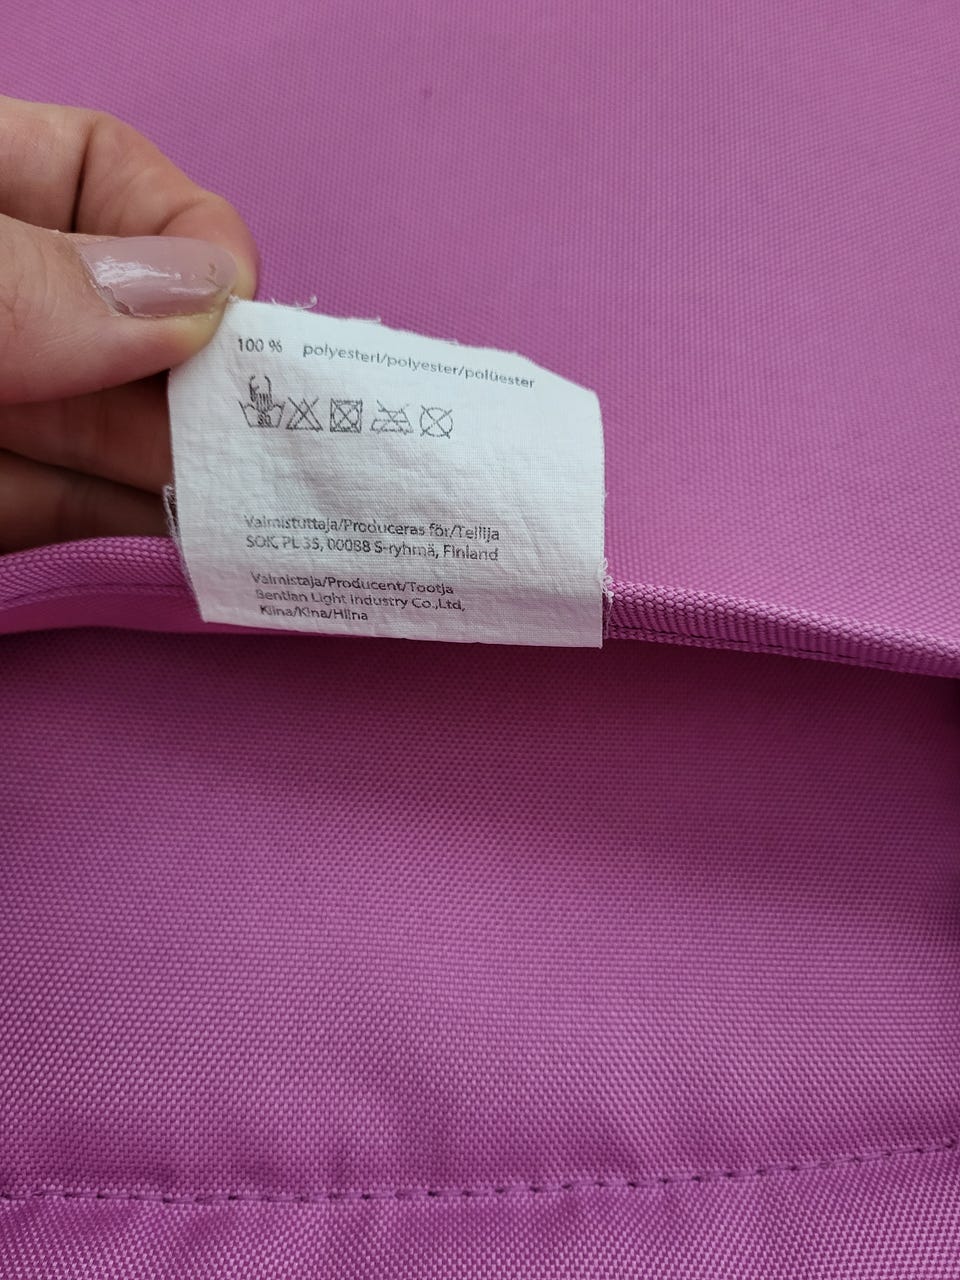 100 % polyesteri/polyester/polüester
30
Valmistuttaja/Produceras för/Tellija
SOK, PL 35, 00088 S-ryhmä, Finland
Valmistaja/Producent/Tootja
Bentian Light Industry Co.,Ltd,
Kiina/Kina/Hiina